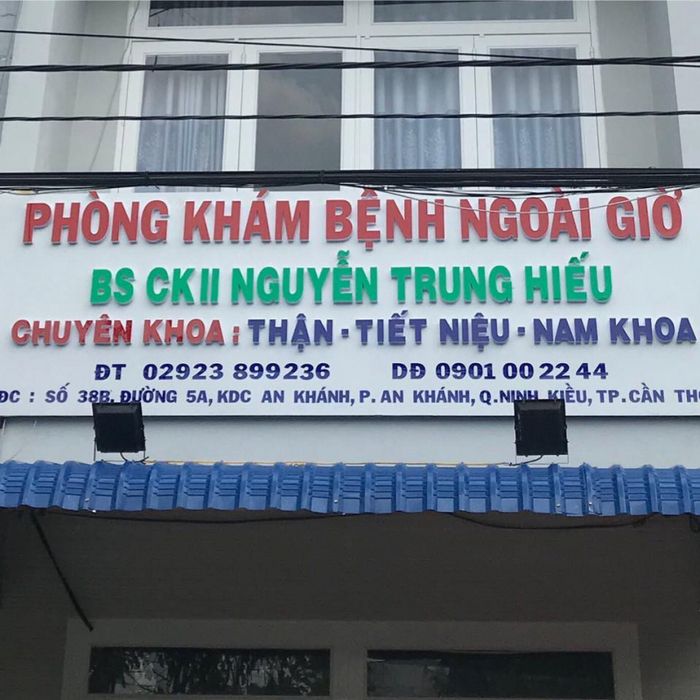 PHÒNG KHÁM BỆNH NGOÀI GIỜ
BS CKII NGUYỄN TRUNG HIẾU
CHUYÊN KHOA : THẬN - TIẾT NIỆU - NAM KHOA
ĐT 02923 899236 DĐ 0901 00 22 44
ĐC : SỐ 38B, ĐƯỜNG 5A, KDC AN KHÁNH, P. AN KHÁNH, Q. NINH KIỀU, TP. CẦN THƠ